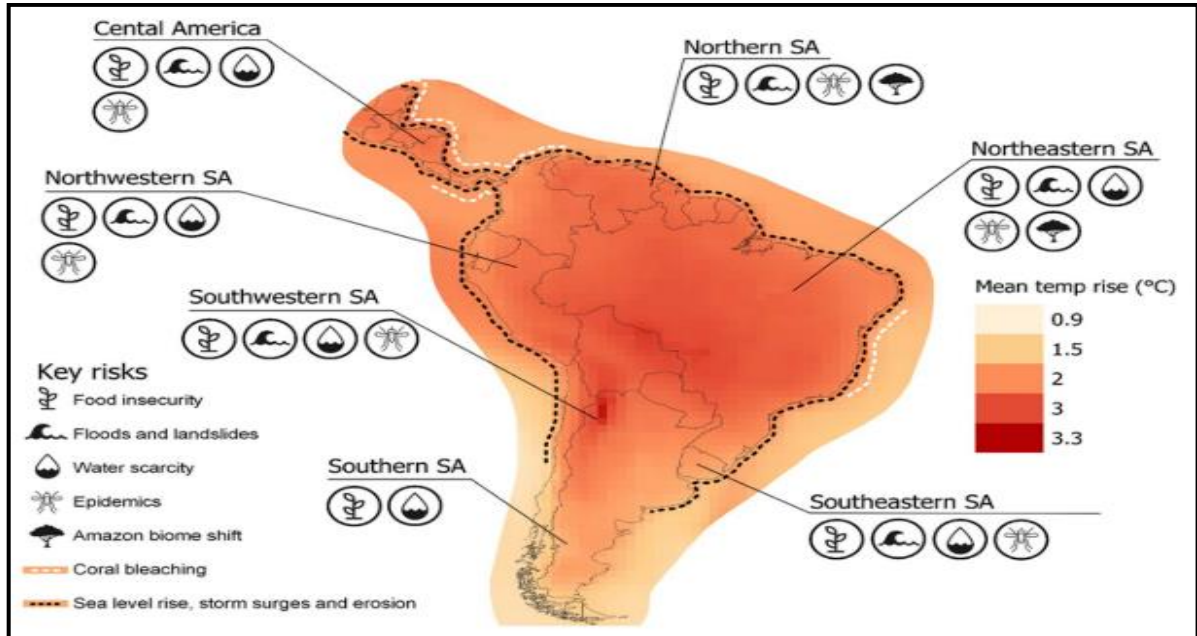 Cental America
Northern SA
Northeastern SA
Northwestern SA
Mean temp rise (°C)
0.9
1.5
2
3
3.3
Southwestern SA
Key risks
Food insecurity
Floods and landslides
Water scarcity
Epidemics
Amazon biome shift
Coral bleaching
Sea level rise, storm surges and erosion
Southern SA
Southeastern SA